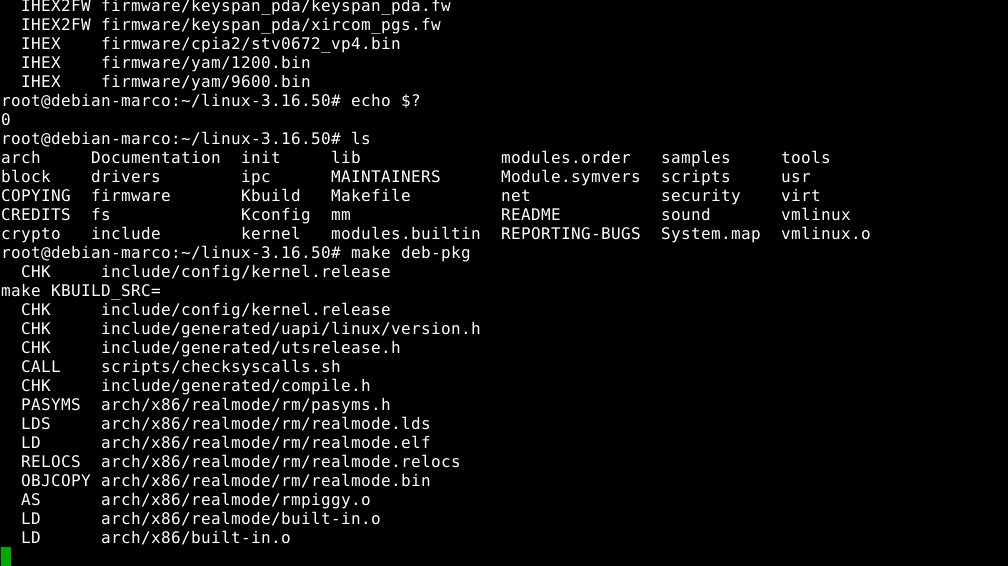 IHEX2FW firmware/keyspan_pda/keyspan_pda.fw
IHEX2FW firmware/keyspan_pda/xircom_pgs.fw
IHEX    firmware/cpia2/stv0672_vp4.bin
IHEX    firmware/yam/1200.bin
IHEX    firmware/yam/9600.bin
root@debian-marco:~/linux-3.16.50# echo $?
0
root@debian-marco:~/linux-3.16.50# ls
arch     Documentation  init     lib              modules.order   samples     tools
block    drivers        ipc      MAINTAINERS      Module.symvers  scripts     usr
COPYING  firmware       Kbuild   Makefile         net             security    virt
CREDITS  fs             Kconfig  mm               README          sound       vmlinux
crypto   include        kernel   modules.builtin  REPORTING-BUGS  System.map  vmlinux.o
root@debian-marco:~/linux-3.16.50# make deb-pkg
  CHK     include/config/kernel.release
make KBUILD_SRC=
  CHK     include/config/kernel.release
  CHK     include/generated/uapi/linux/version.h
  CHK     include/generated/utsrelease.h
  CALL    scripts/checksyscalls.sh
  CHK     include/generated/compile.h
  PASYMS  arch/x86/realmode/rm/pasyms.h
  LDS     arch/x86/realmode/rm/realmode.lds
  LD      arch/x86/realmode/rm/realmode.elf
  RELOCS  arch/x86/realmode/rm/realmode.relocs
  OBJCOPY arch/x86/realmode/rm/realmode.bin
  AS      arch/x86/realmode/rmpiggy.o
  LD      arch/x86/realmode/built-in.o
  LD      arch/x86/built-in.o